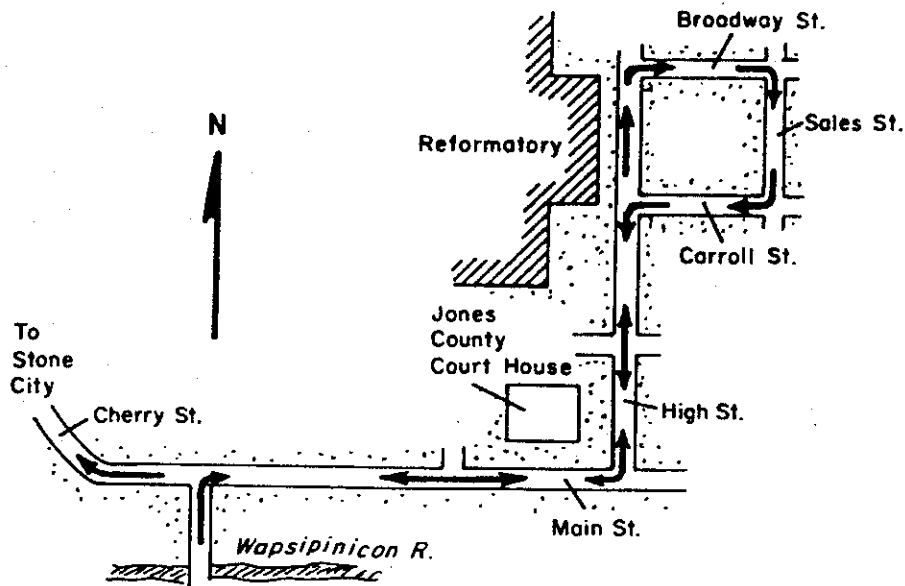 Broadway St.
N
Sales St.
Reformatory
Carroll St.
Jones
County
Court House
To
Stone
City
Cherry St.
High St.
Main St.
Wapsipinicon R.